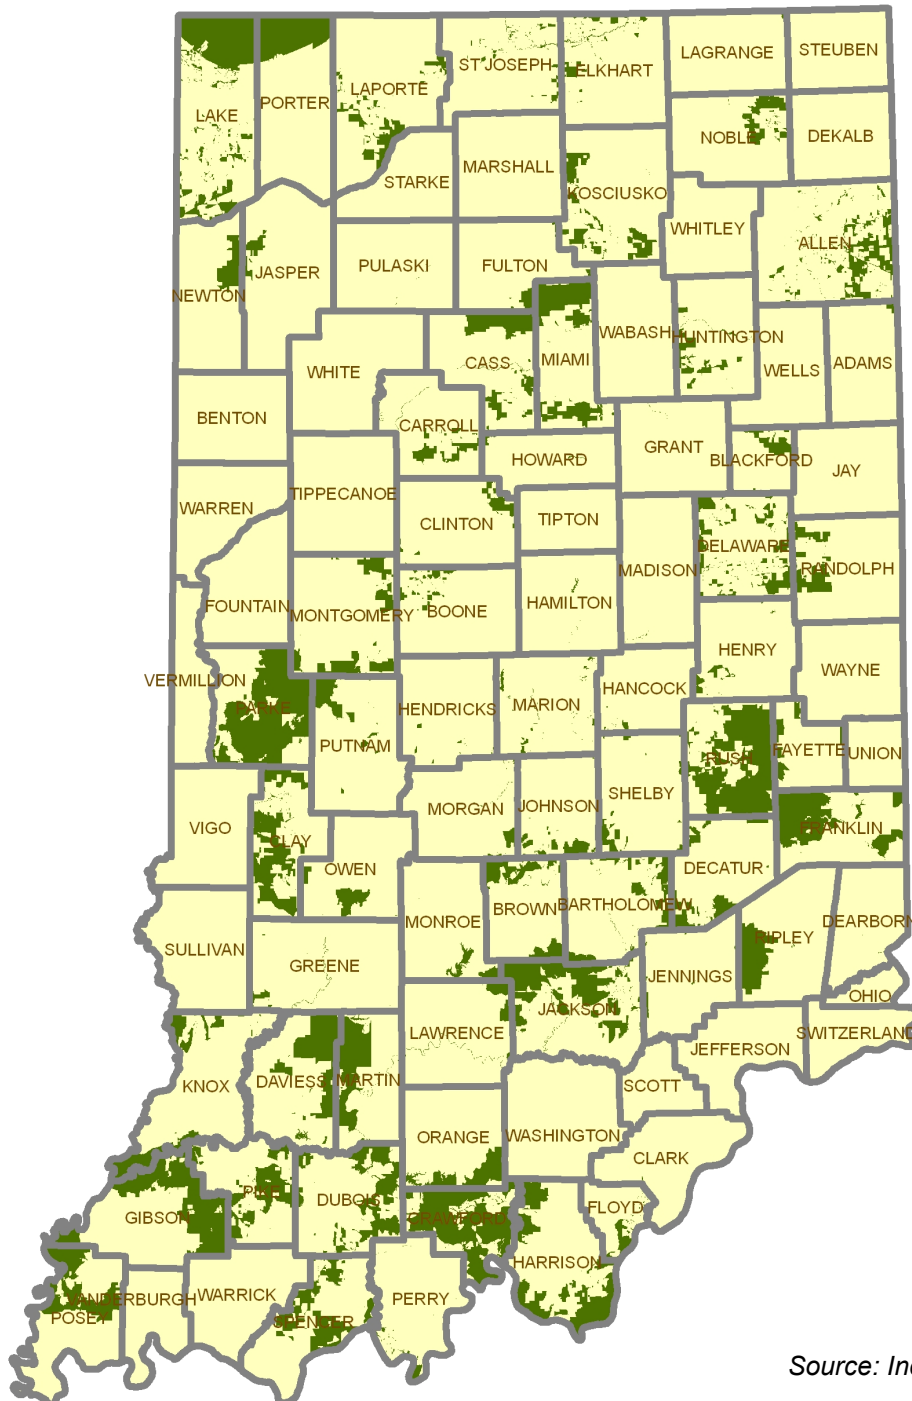 LAGRANGE
STEUBEN
ST JOSEPH
ELKHART
LAPORTE
PORTER
LAKE
NOBLE
DEKALB
MARSHALL
STARKE
KOSCIUSKO
WHITLEY
ALLEN
PULASKI
FULTON
JASPER
NEWTON
WABASH
HUNTINGTON
WHITE
CASS
MIAMI
WELLS
ADAMS
BENTON
CARROLL
GRANT
HOWARD
BLACKFORD
JAY
TIPPECANOE
WARREN
CLINTON
TIPTON
DELAWARE
MADISON
RANDOLPH
FOUNTAIN
MONTGOMERY
BOONE
HAMILTON
HENRY
WAYNE
VERMILLION
HANCOCK
PARKE
HENDRICKS
MARION
PUTNAM
RUSH
FAYETTE
UNION
MORGAN
JOHNSON
SHELBY
VIGO
CLAY
FRANKLIN
OWEN
DECATUR
BROWN
BARTHOLOMEW
MONROE
DEARBORN
RIPLEY
SULLIVAN
GREENE
JENNINGS
OHIO
JACKSON
LAWRENCE
SWITZERLAND
JEFFERSON
KNOX
DAVIESS
MARTIN
SCOTT
ORANGE
WASHINGTON
CLARK
PIKE
DUBOIS
FLOYD
GIBSON
CRAWFORD
HARRISON
VANDERBURGH
WARRICK
PERRY
POSEY
SPENCER
Source: Ind